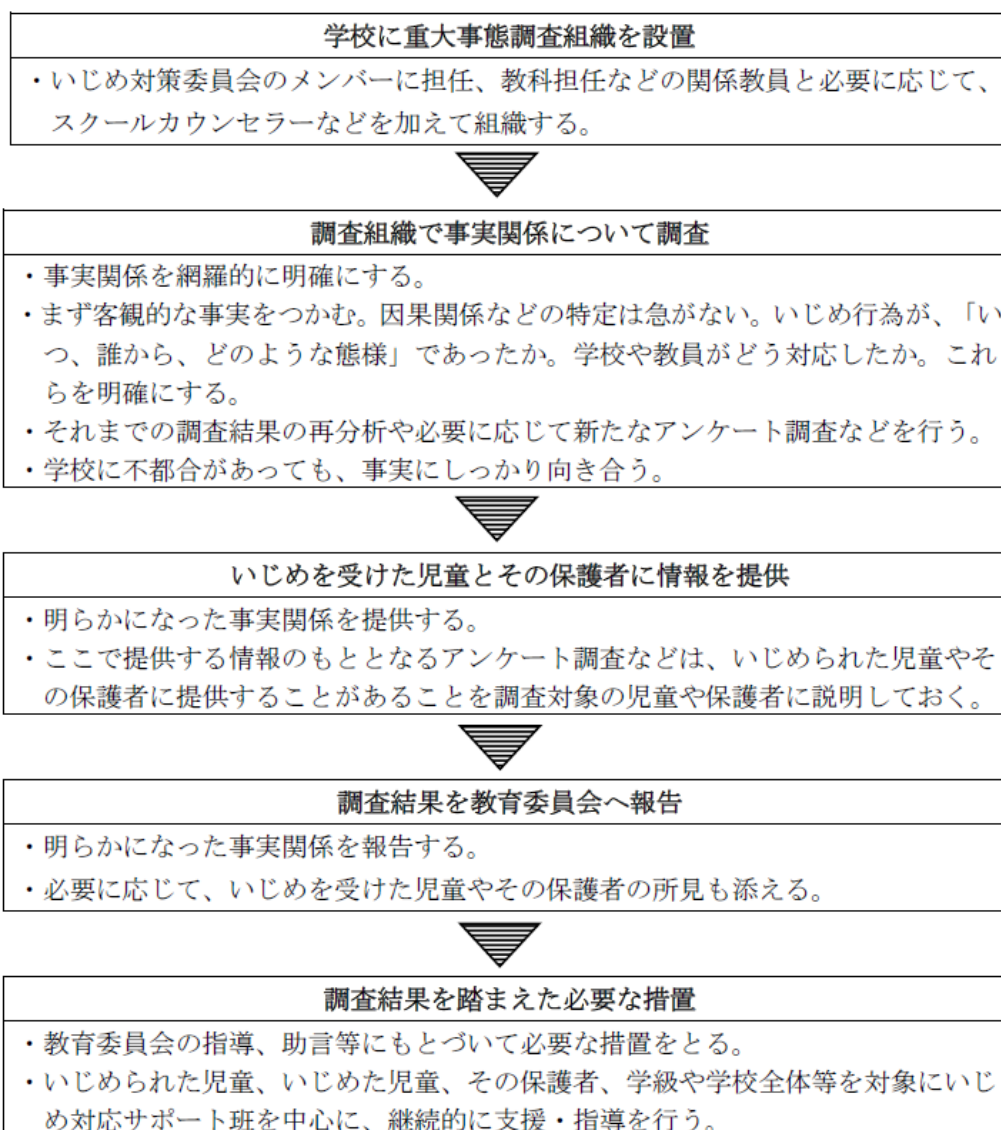 学校に重大事態調査組織を設置
・いじめ対策委員会のメンバーに担任、教科担任などの関係教員と必要に応じて、
スクールカウンセラーなどを加えて組織する。
調査組織で事実関係について調査
・事実関係を網羅的に明確にする。
・まず客観的な事実をつかむ。因果関係などの特定は急がない。いじめ行為が、「い
つ、誰から、どのような態様」であったか。学校や教員がどう対応したか。これ
らを明確にする。
・それまでの調査結果の再分析や必要に応じて新たなアンケート調査などを行う。
・学校に不都合があっても、事実にしっかり向き合う。
いじめを受けた児童とその保護者に情報を提供
・明らかになった事実関係を提供する。
・ここで提供する情報のもととなるアンケート調査などは、いじめられた児童やそ
の保護者に提供することがあることを調査対象の児童や保護者に説明しておく。
調査結果を教育委員会へ報告
・明らかになった事実関係を報告する。
・必要に応じて、いじめを受けた児童やその保護者の所見も添える。
調査結果を踏まえた必要な措置
・教育委員会の指導、助言等にもとづいて必要な措置をとる。
・いじめられた児童、いじめた児童、その保護者、学級や学校全体等を対象にいじ
め対応サポート班を中心に、継続的に支援・指導を行う。